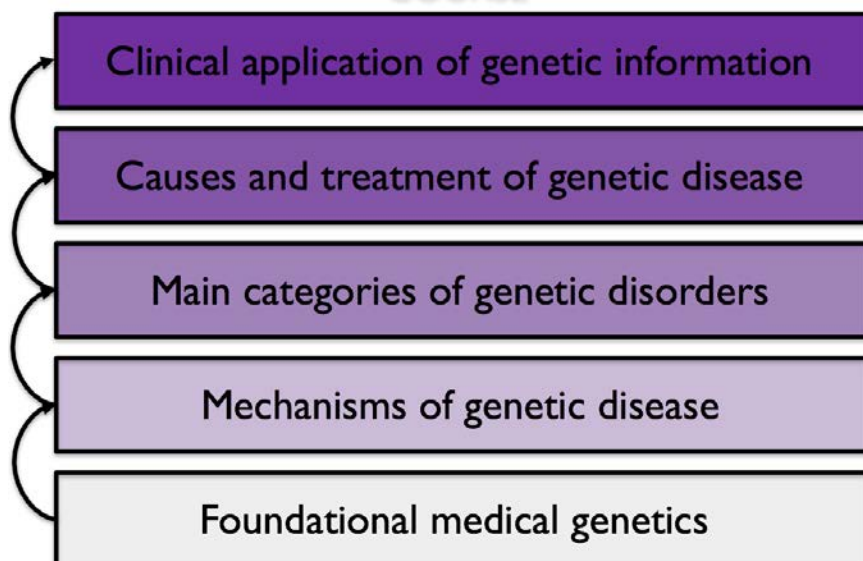 Clinical application of genetic information
Causes and treatment of genetic disease
Main categories of genetic disorders
Mechanisms of genetic disease
Foundational medical genetics